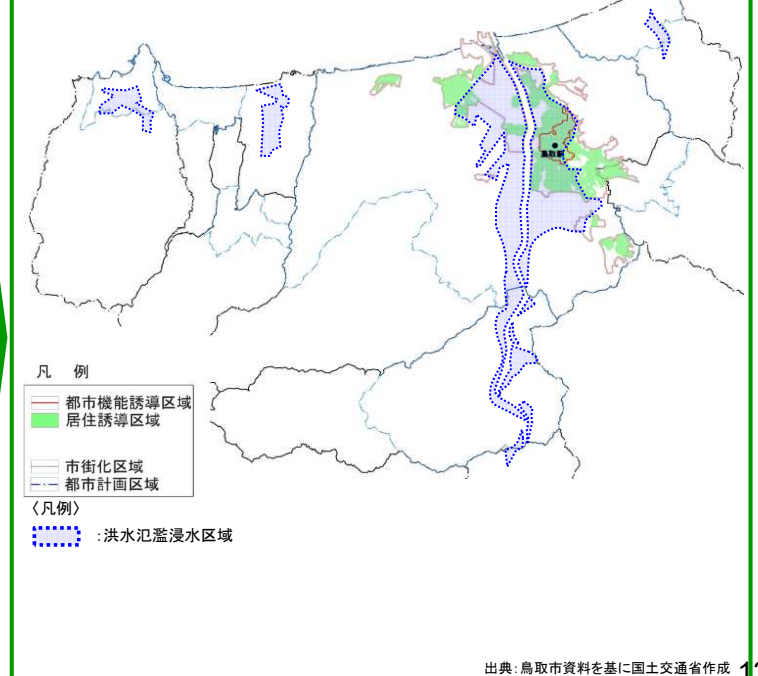 鳥取駅
凡 例
都市機能誘導区域
居住誘導区域
市街化区域
都市計画区域
〈凡例〉
:洪水氾濫浸水区域
出典:鳥取市資料を基に国土交通省作成